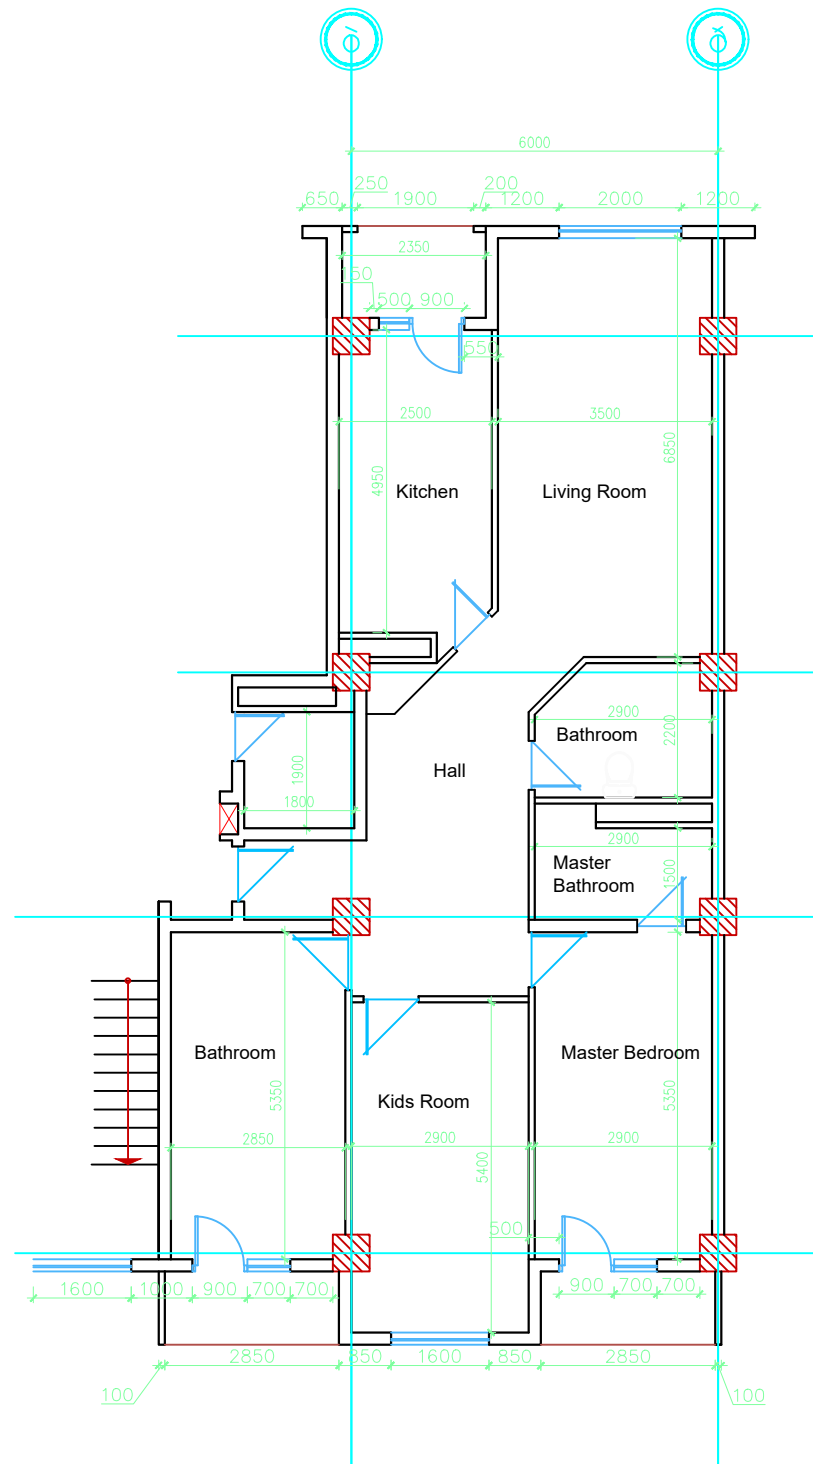 y x
6000
250 200
650 1900 1200 2000 1200
2350
150
500 900
550
2500 3500
6850
4950
Kitchen Living Room
2900
2200
Bathroom
Hall
1900
1800
2900
Master
Bathroom
1500
Bathroom Master Bedroom
5350
Kids Room
5350
2850 2900 2900
5400
500
1600 1000 900 700 700 900 700 700
2850 850 1600 850 2850
100 100